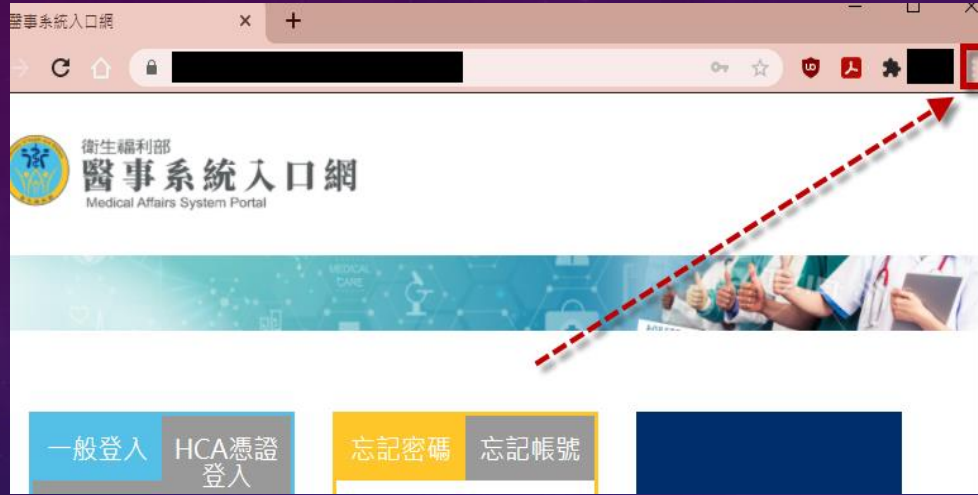 醫事系統入口網
衛生福利部
醫事系統入口網
Medical Affairs System Portal
MEDICAL
CARE
一般登入
HCA憑證
登入
忘記密碼
忘記帳號